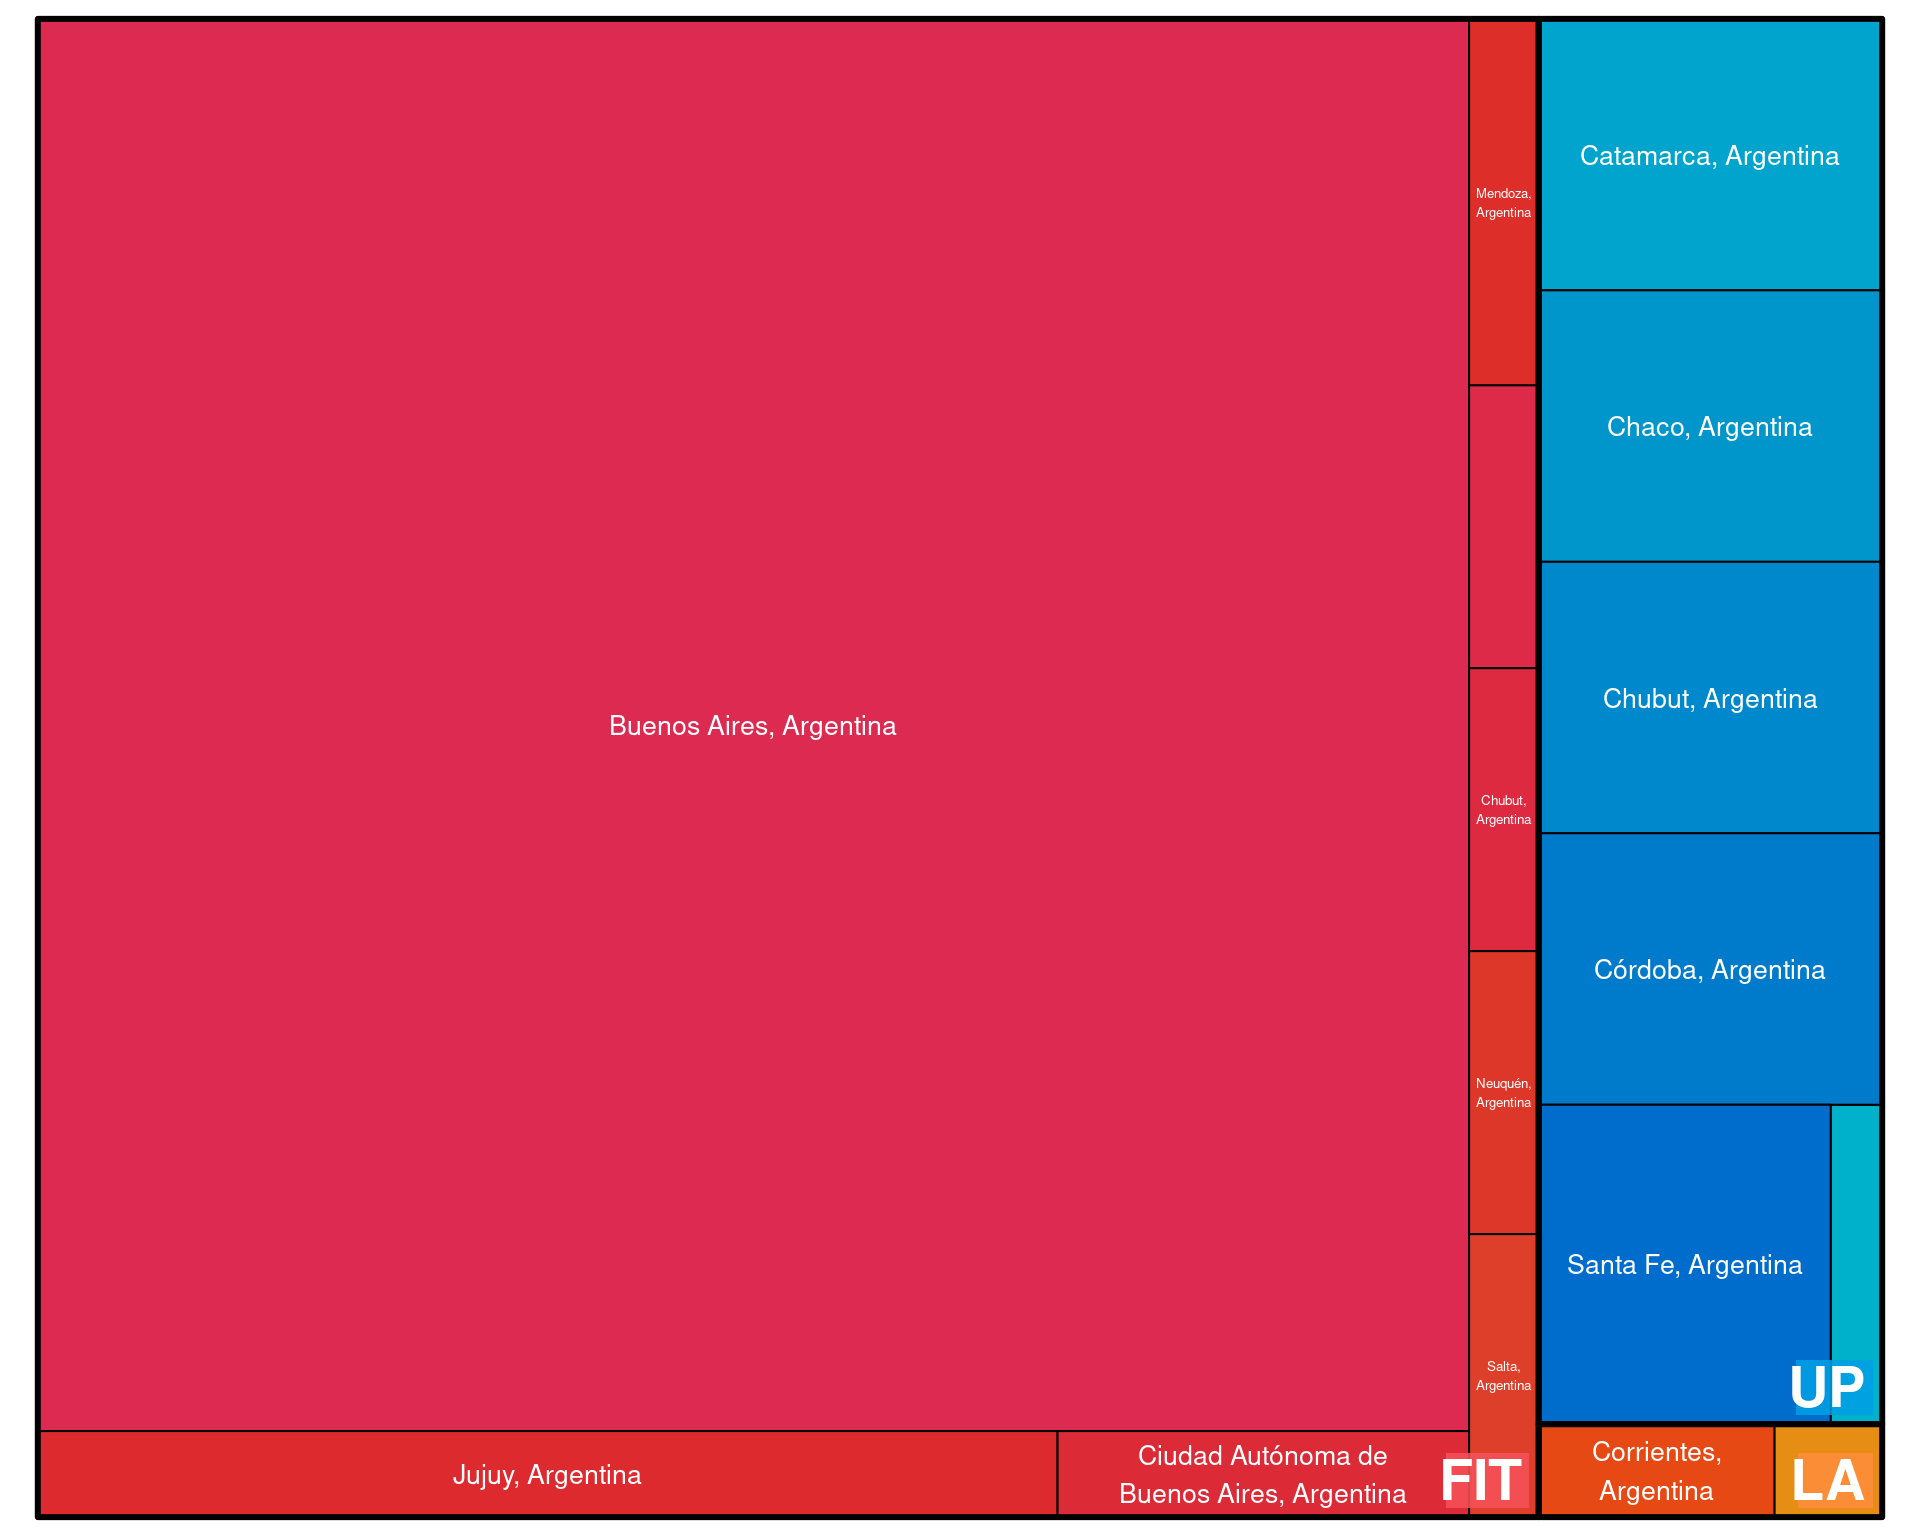 Buenos Aires, Argentina
Jujuy, Argentina
Ciudad Autónoma de
Buenos Aires, Argentina
Mendoza,
Argentina
Chubut,
Argentina
Neuquén,
Argentina
Salta,
Argentina
FIT
Catamarca, Argentina
Chaco, Argentina
Chubut, Argentina
Córdoba, Argentina
Santa Fe, Argentina
UP
Corrientes,
Argentina
LA